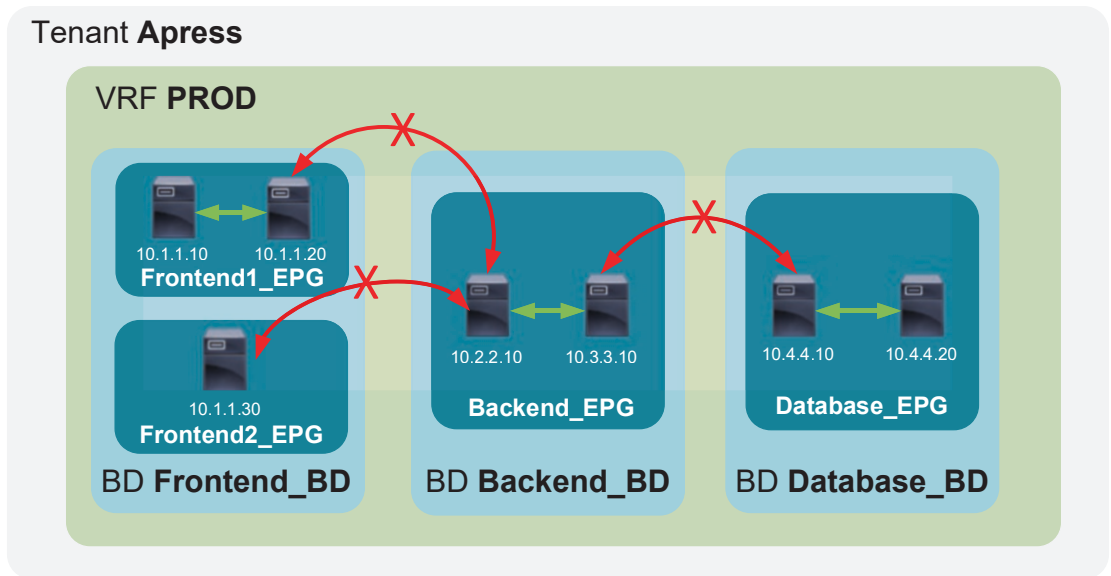 Tenant Apress
VRF PROD
10.1.1.10 10.1.1.20
Frontend1_EPG
10.1.1.30
Frontend2_EPG
BD Frontend_BD
10.2.2.10 10.3.3.10
Backend_EPG
BD Backend_BD
10.4.4.10 10.4.4.20
Database_EPG
BD Database_BD